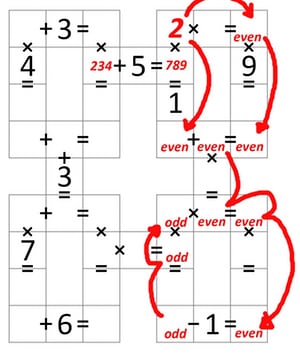 + 3 = 2 × = even
× × × ×
4 234 + 5 = 789 9
= = = =
1
+ = even + even = even
+ ×
3
= =
+ = odd × even = even
× × × ×
7 × = odd
= = =
+ 6 = odd - 1 = even